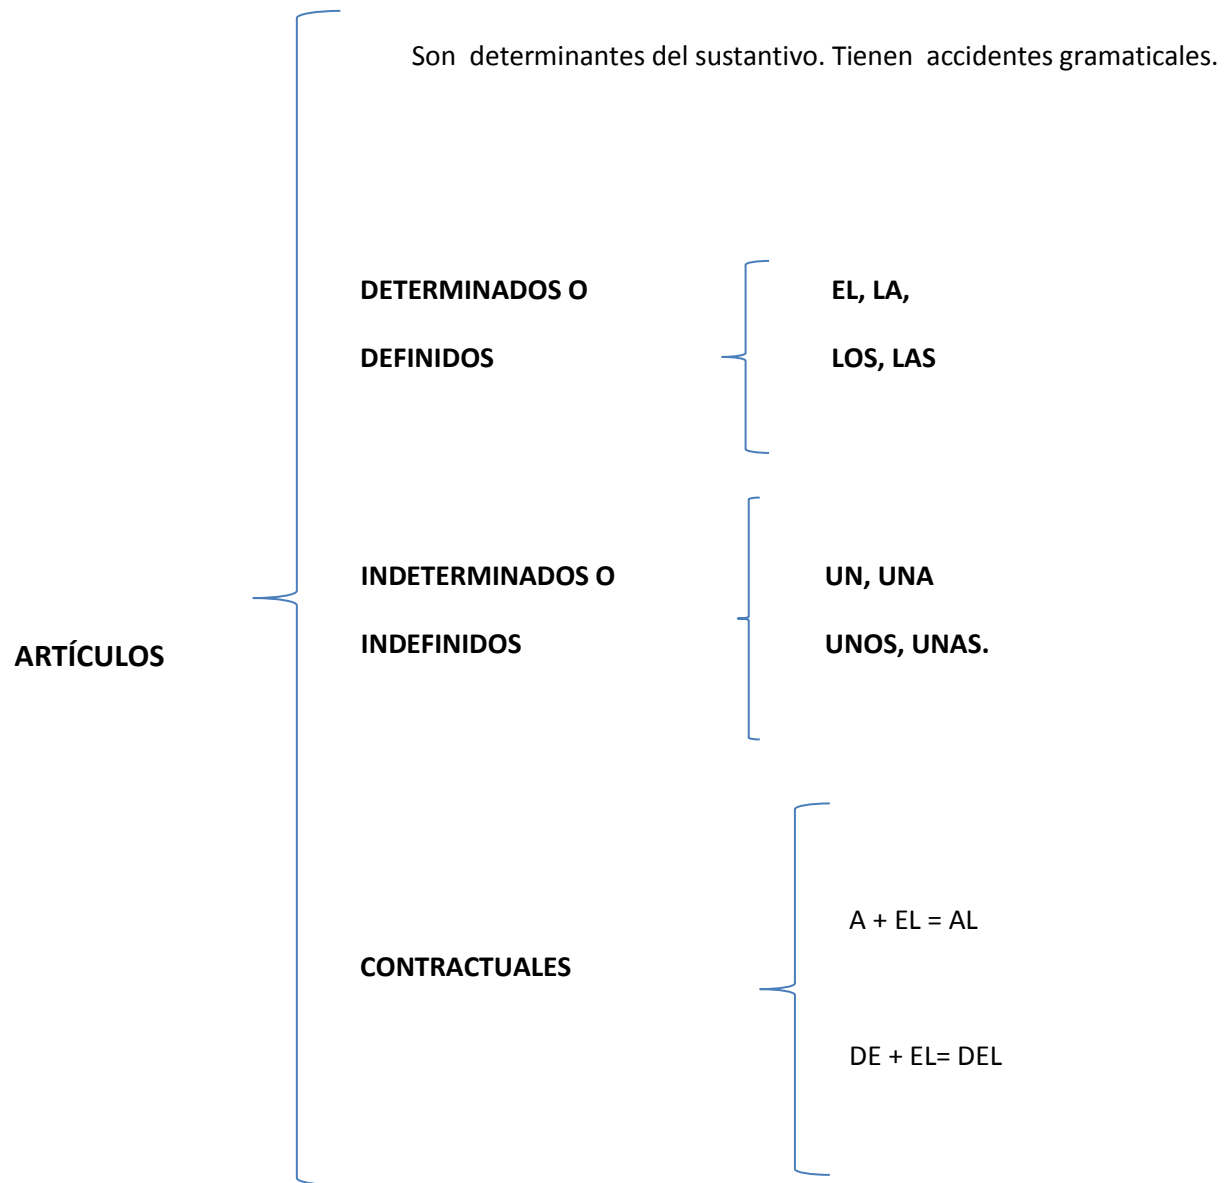 Son  determinantes del sustantivo. Tienen  accidentes gramaticales.
DETERMINADOS O
DEFINIDOS
EL, LA,
LOS, LAS
INDETERMINADOS O
INDEFINIDOS
UN, UNA
UNOS, UNAS.
ARTÍCULOS
CONTRACTUALES
A + EL = AL
DE + EL= DEL